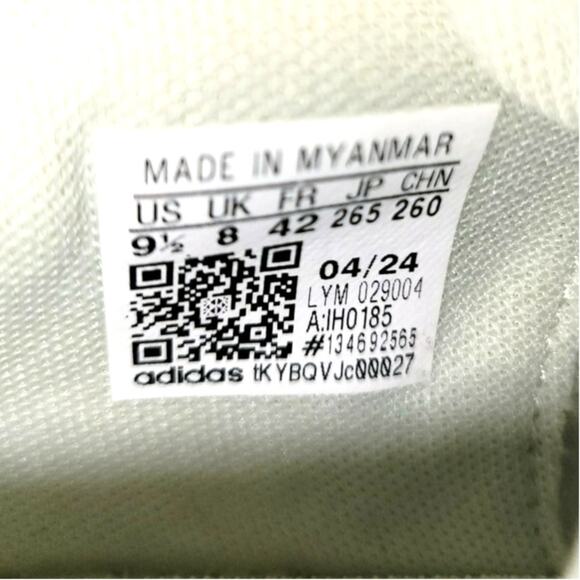 MADE IN MYANMAR
US UK FR JP CHN
9½ 8 42 265 260
04/24
LYM 029004
A:IH0185
#134692565
adidas tKYBQVJc00027